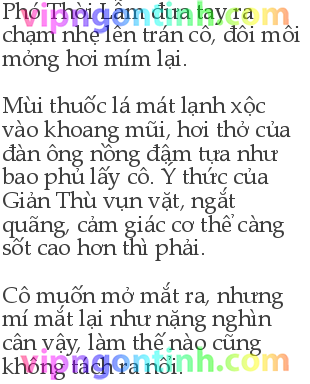 Phó Thời Lẫm đưa tay ra
chạm nhẹ lên trán cô, đôi môi
mỏng hơi mím lại.
Mùi thuốc lá mát lạnh xộc
vào khoang mũi, hơi thở của
đàn ông nồng đậm tựa như
bao phủ lấy cô. Ý thức của
Giản Thù vụn vặt, ngắt
quãng, cảm giác cơ thể càng
sốt cao hơn thì phải.
Cô muốn mở mắt ra, nhưng
mí mắt lại như nặng nghìn
cân vậy, làm thế nào cũng
không tách ra nổi.
vipngontinh.com
vipngontinh.com